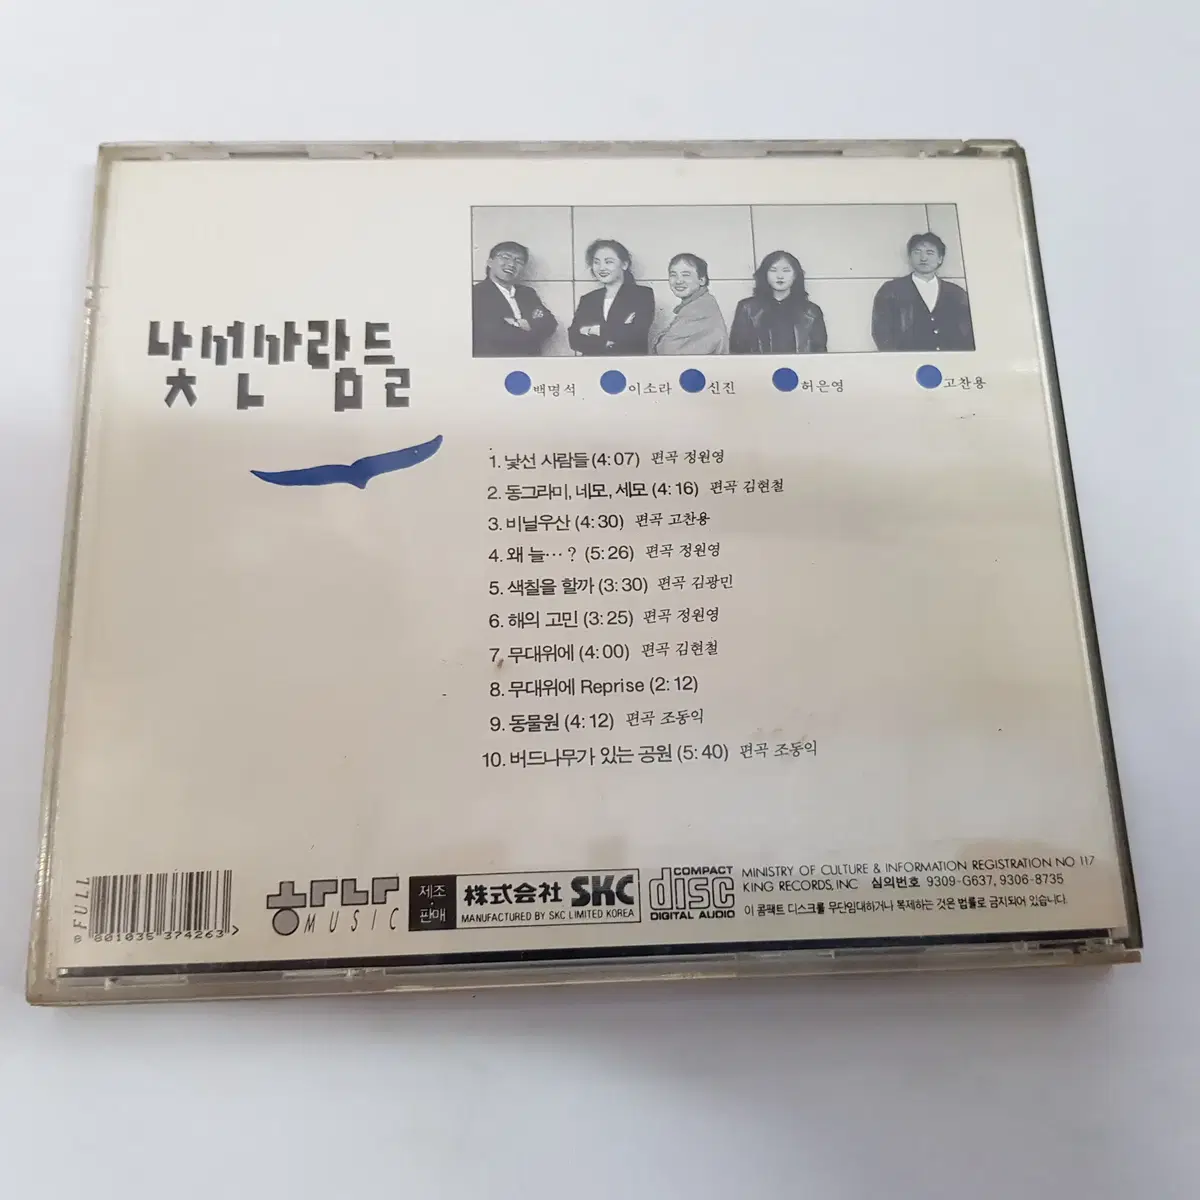 낯선사람들
백명석 이소라 신진 허은영 고찬용
1. 낯선 사람들 (4:07) 편곡 정원영
2. 동그라미, 네모, 세모 (4:16) 편곡 김현철
3. 비닐우산 (4:30) 편곡 고찬용
4. 왜 늘…? (5:26) 편곡 정원영
5. 색칠을 할까 (3:30) 편곡 김광민
6. 해의 고민 (3:25) 편곡 정원영
7. 무대위에 (4:00) 편곡 김현철
8. 무대위에 Reprise (2:12)
9. 동물원 (4:12) 편곡 조동익
10. 버드나무가 있는 공원 (5:40) 편곡 조동익
FULL
8 801035 374263 >
하나
MUSIC
제조·판매
株式会社 SKC
MANUFACTURED BY SKC LIMITED KOREA
COMPACT
disc
DIGITAL AUDIO
MINISTRY OF CULTURE & INFORMATION REGISTRATION NO 117
KING RECORDS, INC 심의번호 9309-G637, 9306-8735
이 콤팩트 디스크를 무단임대하거나 복제하는 것은 법률로 금지되어 있습니다.